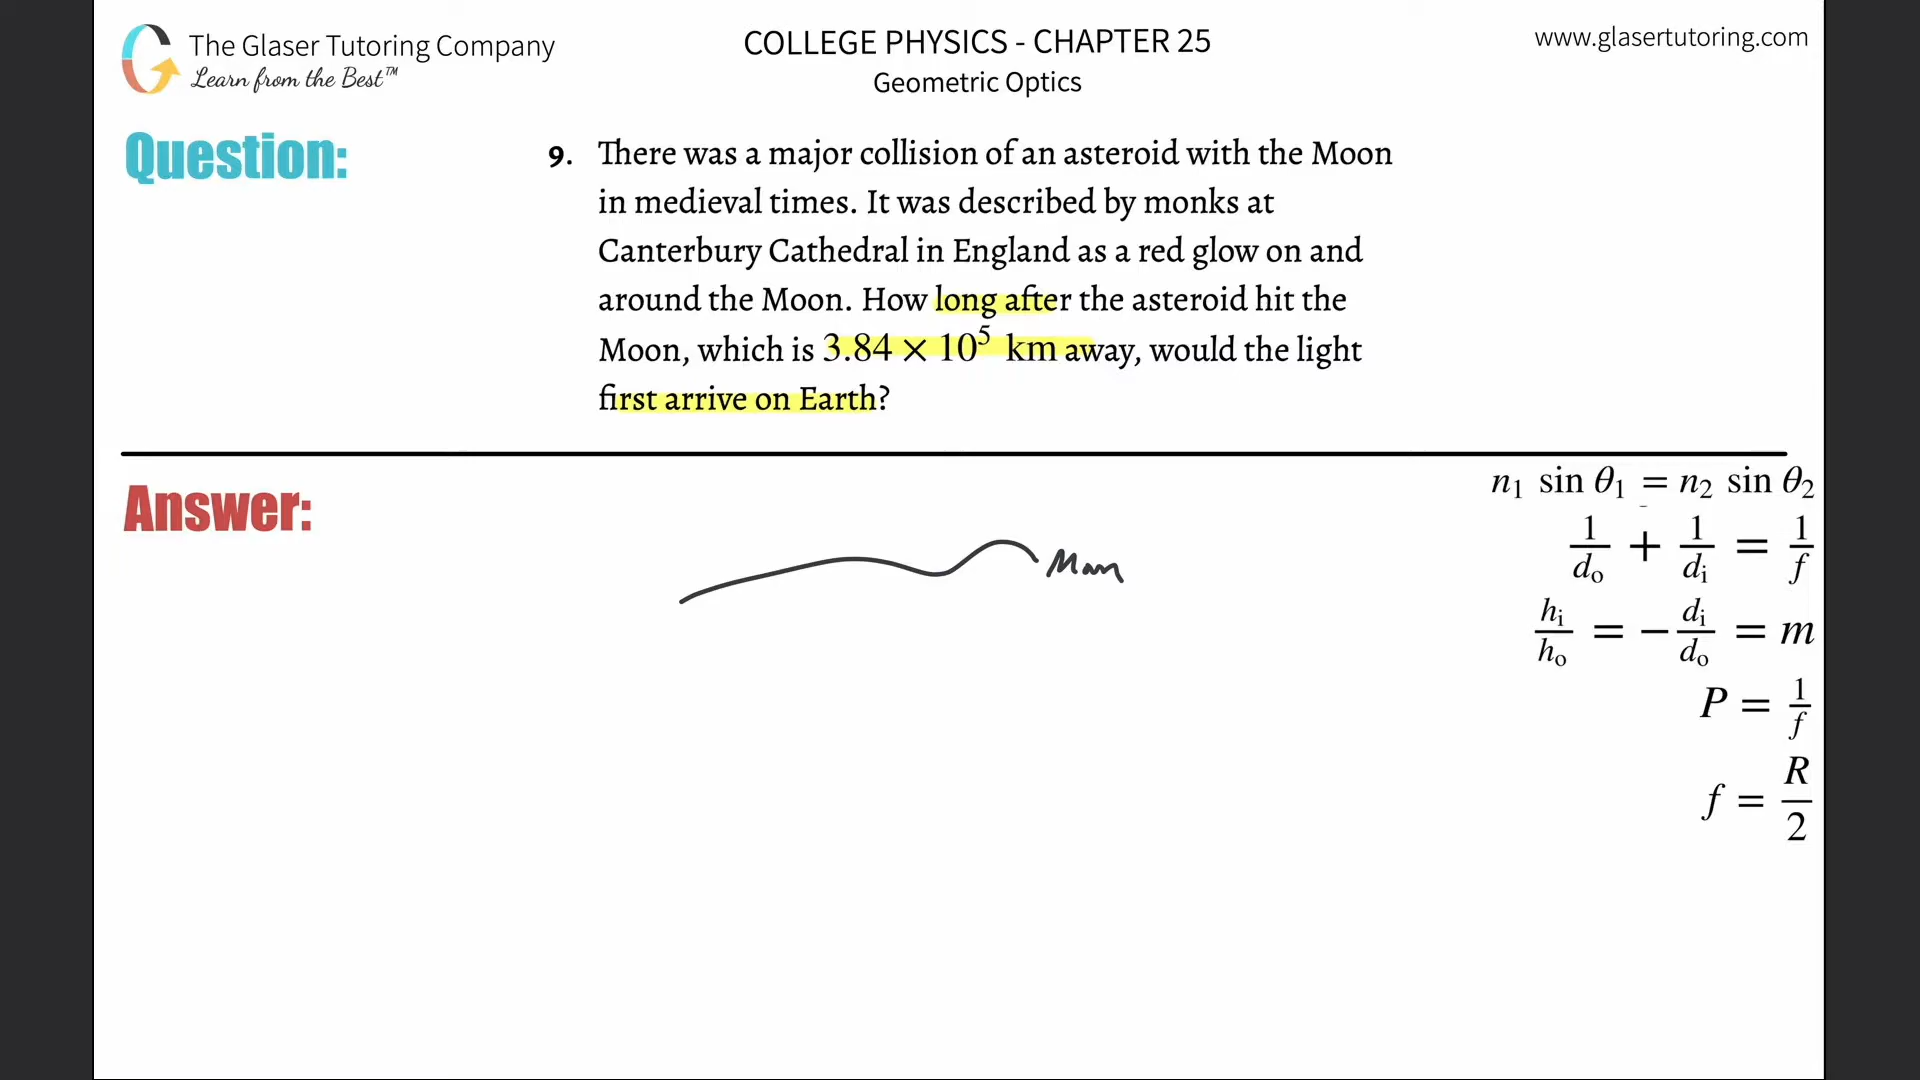 The Glaser Tutoring Company
Learn from the Best™
COLLEGE PHYSICS - CHAPTER 25
Geometric Optics
www.glasertutoring.com
Question:
9. There was a major collision of an asteroid with the Moon
in medieval times. It was described by monks at
Canterbury Cathedral in England as a red glow on and
around the Moon. How long after the asteroid hit the
Moon, which is 3.84 × 10⁵ km away, would the light
first arrive on Earth?
Answer:
Moon
n₁ sin θ₁ = n₂ sin θ₂
1/dₒ + 1/dᵢ = 1/f
hᵢ/hₒ = −dᵢ/dₒ = m
P = 1/f
f = R/2